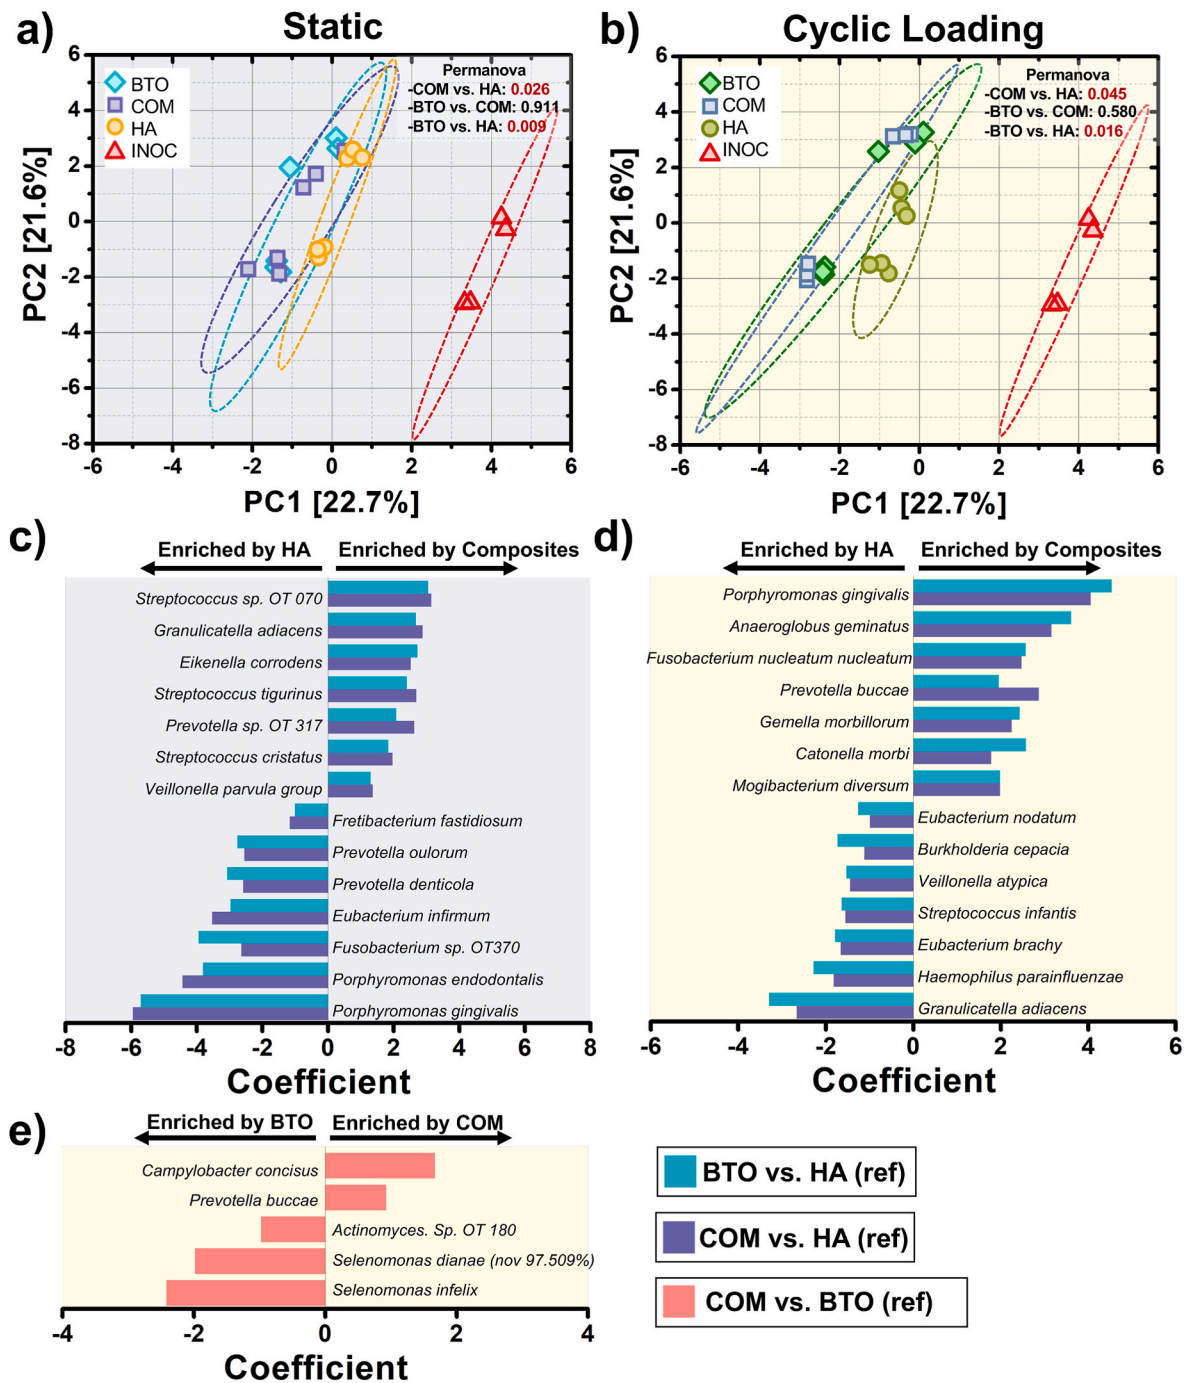 a)
Static
BTO
COM
HA
INOC
Permanova
-COM vs. HA: 0.026
-BTO vs. COM: 0.911
-BTO vs. HA: 0.009
6
4
2
0
-2
-4
-6
-8
PC2 [21.6%]
-6 -4 -2 0 2 4 6
PC1 [22.7%]
b)
Cyclic Loading
BTO
COM
HA
INOC
Permanova
-COM vs. HA: 0.045
-BTO vs. COM: 0.580
-BTO vs. HA: 0.016
6
4
2
0
-2
-4
-6
-8
PC2 [21.6%]
-6 -4 -2 0 2 4 6
PC1 [22.7%]
c)
Enriched by HA
Enriched by Composites
Streptococcus sp. OT 070
Granulicatella adiacens
Eikenella corrodens
Streptococcus tigurinus
Prevotella sp. OT 317
Streptococcus cristatus
Veillonella parvula group
Fretibacterium fastidiosum
Prevotella oulorum
Prevotella denticola
Eubacterium infirmum
Fusobacterium sp. OT370
Porphyromonas endodontalis
Porphyromonas gingivalis
-8 -6 -4 -2 0 2 4 6 8
Coefficient
d)
Enriched by HA
Enriched by Composites
Porphyromonas gingivalis
Anaeroglobus geminatus
Fusobacterium nucleatum nucleatum
Prevotella buccae
Gemella morbillorum
Catonella morbi
Mogibacterium diversum
Eubacterium nodatum
Burkholderia cepacia
Veillonella atypica
Streptococcus infantis
Eubacterium brachy
Haemophilus parainfluenzae
Granulicatella adiacens
-6 -4 -2 0 2 4 6
Coefficient
e)
Enriched by BTO
Enriched by COM
Campylobacter concisus
Prevotella buccae
Actinomyces. Sp. OT 180
Selenomonas dianae (nov 97.509%)
Selenomonas infelix
-4 -2 0 2 4
Coefficient
BTO vs. HA (ref)
COM vs. HA (ref)
COM vs. BTO (ref)